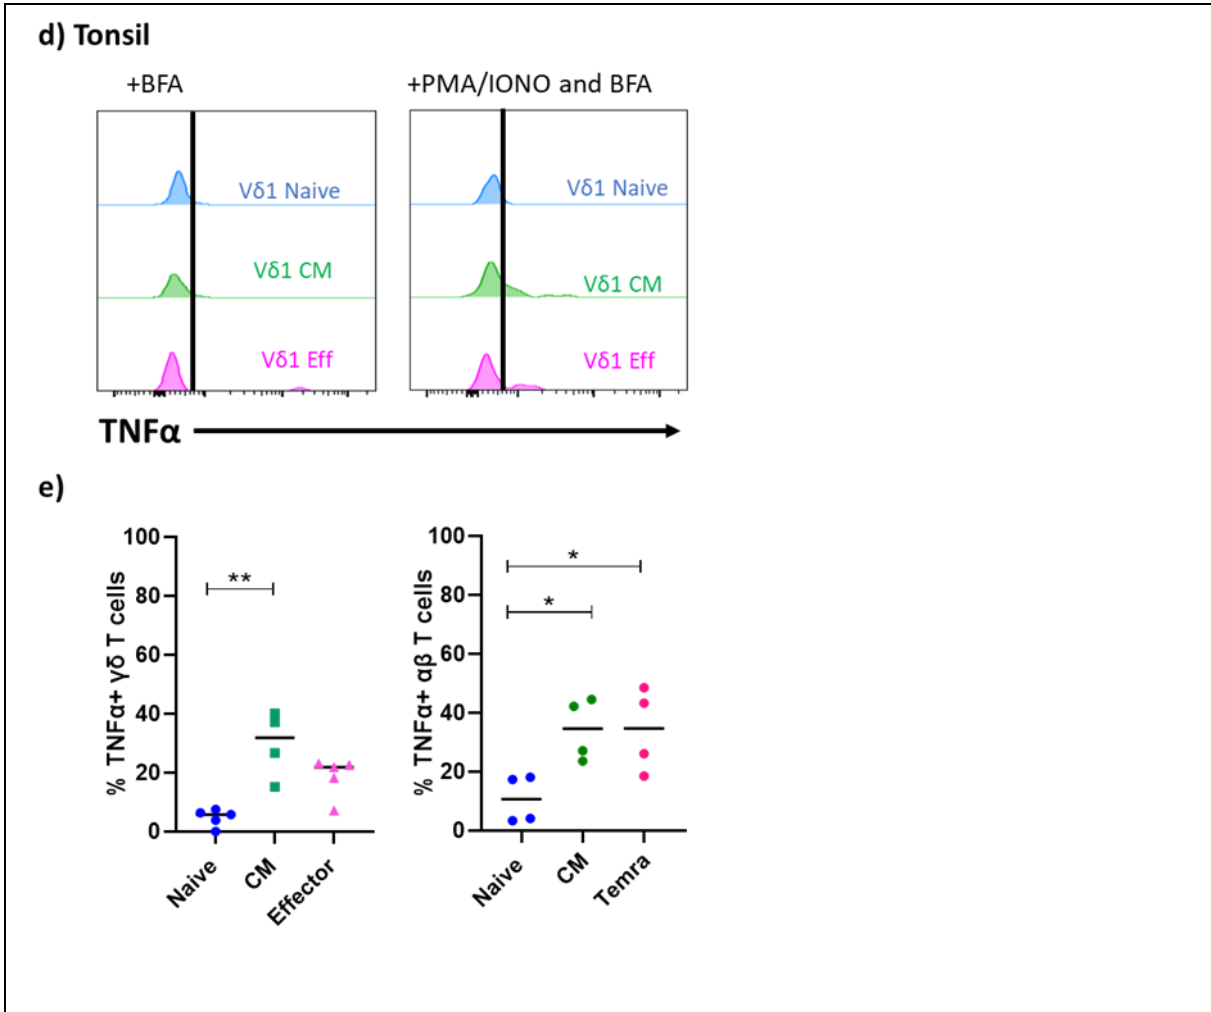 d) Tonsil
+BFA
+PMA/IONO and BFA
Vδ1 Naive
Vδ1 CM
Vδ1 Eff
Vδ1 Naive
Vδ1 CM
Vδ1 Eff
TNFα
e)
% TNFα+ γδ T cells
100
80
60
40
20
0
**
Naive
CM
Effector
% TNFα+ αβ T cells
100
80
60
40
20
0
*
*
Naive
CM
Temra